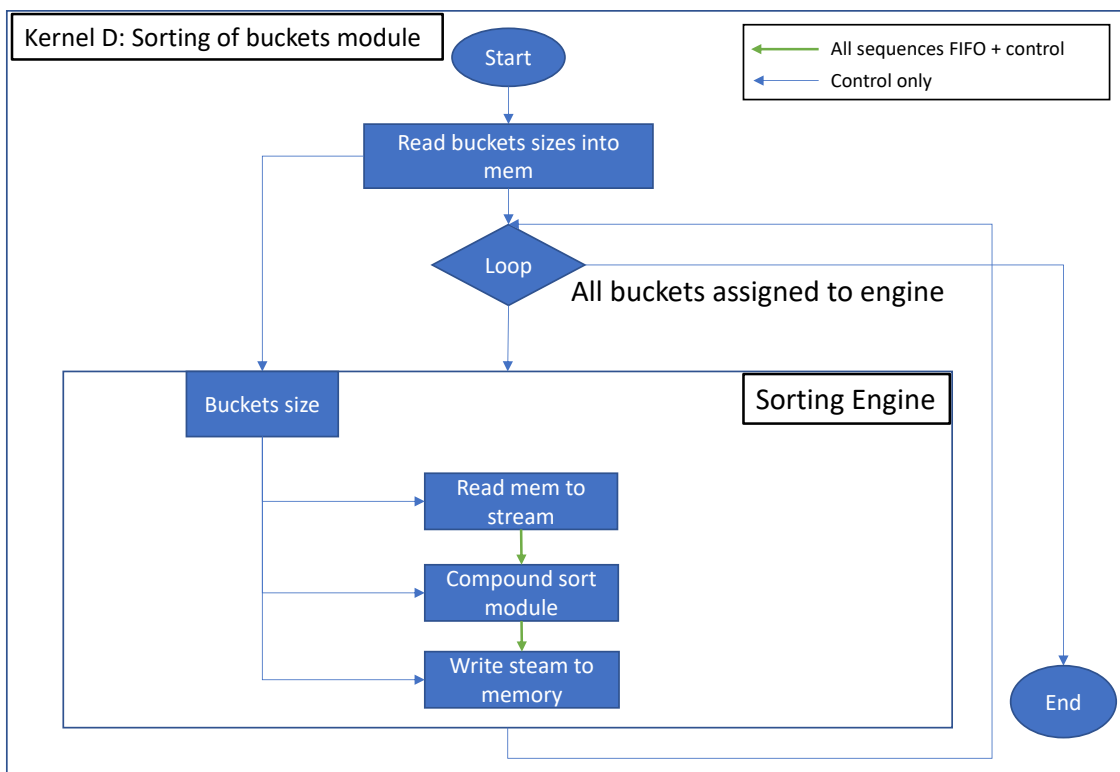 Kernel D: Sorting of buckets module
Start
All sequences FIFO + control
Control only
Read buckets sizes into
mem
Loop
All buckets assigned to engine
Buckets size
Sorting Engine
Read mem to
stream
Compound sort
module
Write steam to
memory
End